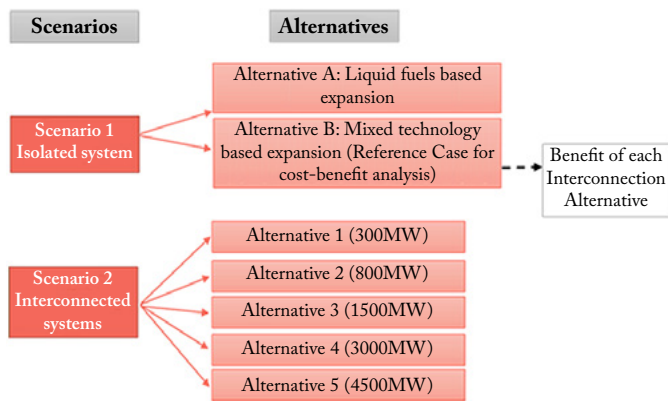 Scenarios
Alternatives
Scenario 1
Isolated system
Alternative A: Liquid fuels based
expansion
Alternative B: Mixed technology
based expansion (Reference Case for
cost-benefit analysis)
Benefit of each
Interconnection
Alternative
Scenario 2
Interconnected
systems
Alternative 1 (300MW)
Alternative 2 (800MW)
Alternative 3 (1500MW)
Alternative 4 (3000MW)
Alternative 5 (4500MW)